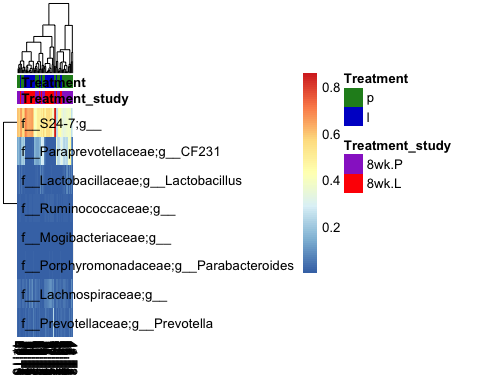 Treatment
Treatment_study
f__S24-7;g__
f__Paraprevotellaceae;g__CF231
f__Lactobacillaceae;g__Lactobacillus
f__Ruminococcaceae;g__
f__Mogibacteriaceae;g__
f__Porphyromonadaceae;g__Parabacteroides
f__Lachnospiraceae;g__
f__Prevotellaceae;g__Prevotella
0.8
0.6
0.4
0.2
Treatment
p
l
Treatment_study
8wk.P
8wk.L